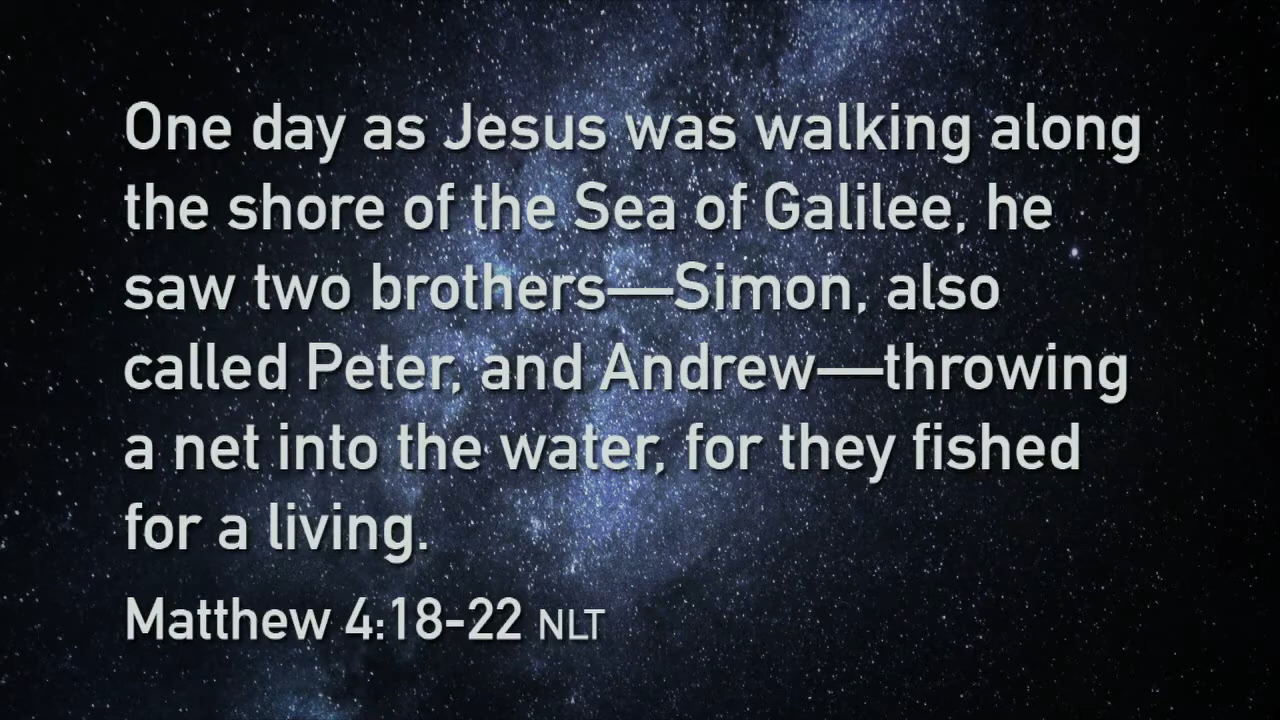 One day as Jesus was walking along
the shore of the Sea of Galilee, he
saw two brothers—Simon, also
called Peter, and Andrew—throwing
a net into the water, for they fished
for a living.
Matthew 4:18-22 NLT